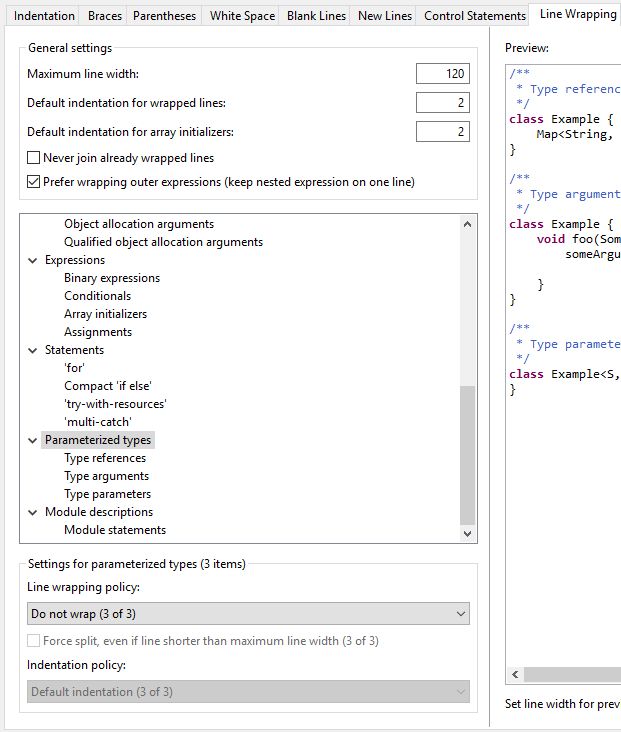 Indentation Braces Parentheses White Space Blank Lines New Lines Control Statements Line Wrapping
General settings
Maximum line width: 120
Default indentation for wrapped lines: 2
Default indentation for array initializers: 2
Never join already wrapped lines
Prefer wrapping outer expressions (keep nested expression on one line)
Object allocation arguments
Qualified object allocation arguments
Expressions
Binary expressions
Conditionals
Array initializers
Assignments
Statements
'for'
Compact 'if else'
'try-with-resources'
'multi-catch'
Parameterized types
Type references
Type arguments
Type parameters
Module descriptions
Module statements
Settings for parameterized types (3 items)
Line wrapping policy:
Do not wrap (3 of 3)
Force split, even if line shorter than maximum line width (3 of 3)
Indentation policy:
Default indentation (3 of 3)
Preview:
/**
* Type referenc
*/
class Example {
Map<String,
}
/**
* Type argument
*/
class Example {
void foo(Som
someArgu
}
}
/**
* Type paramete
*/
class Example<S,
}
Set line width for prev